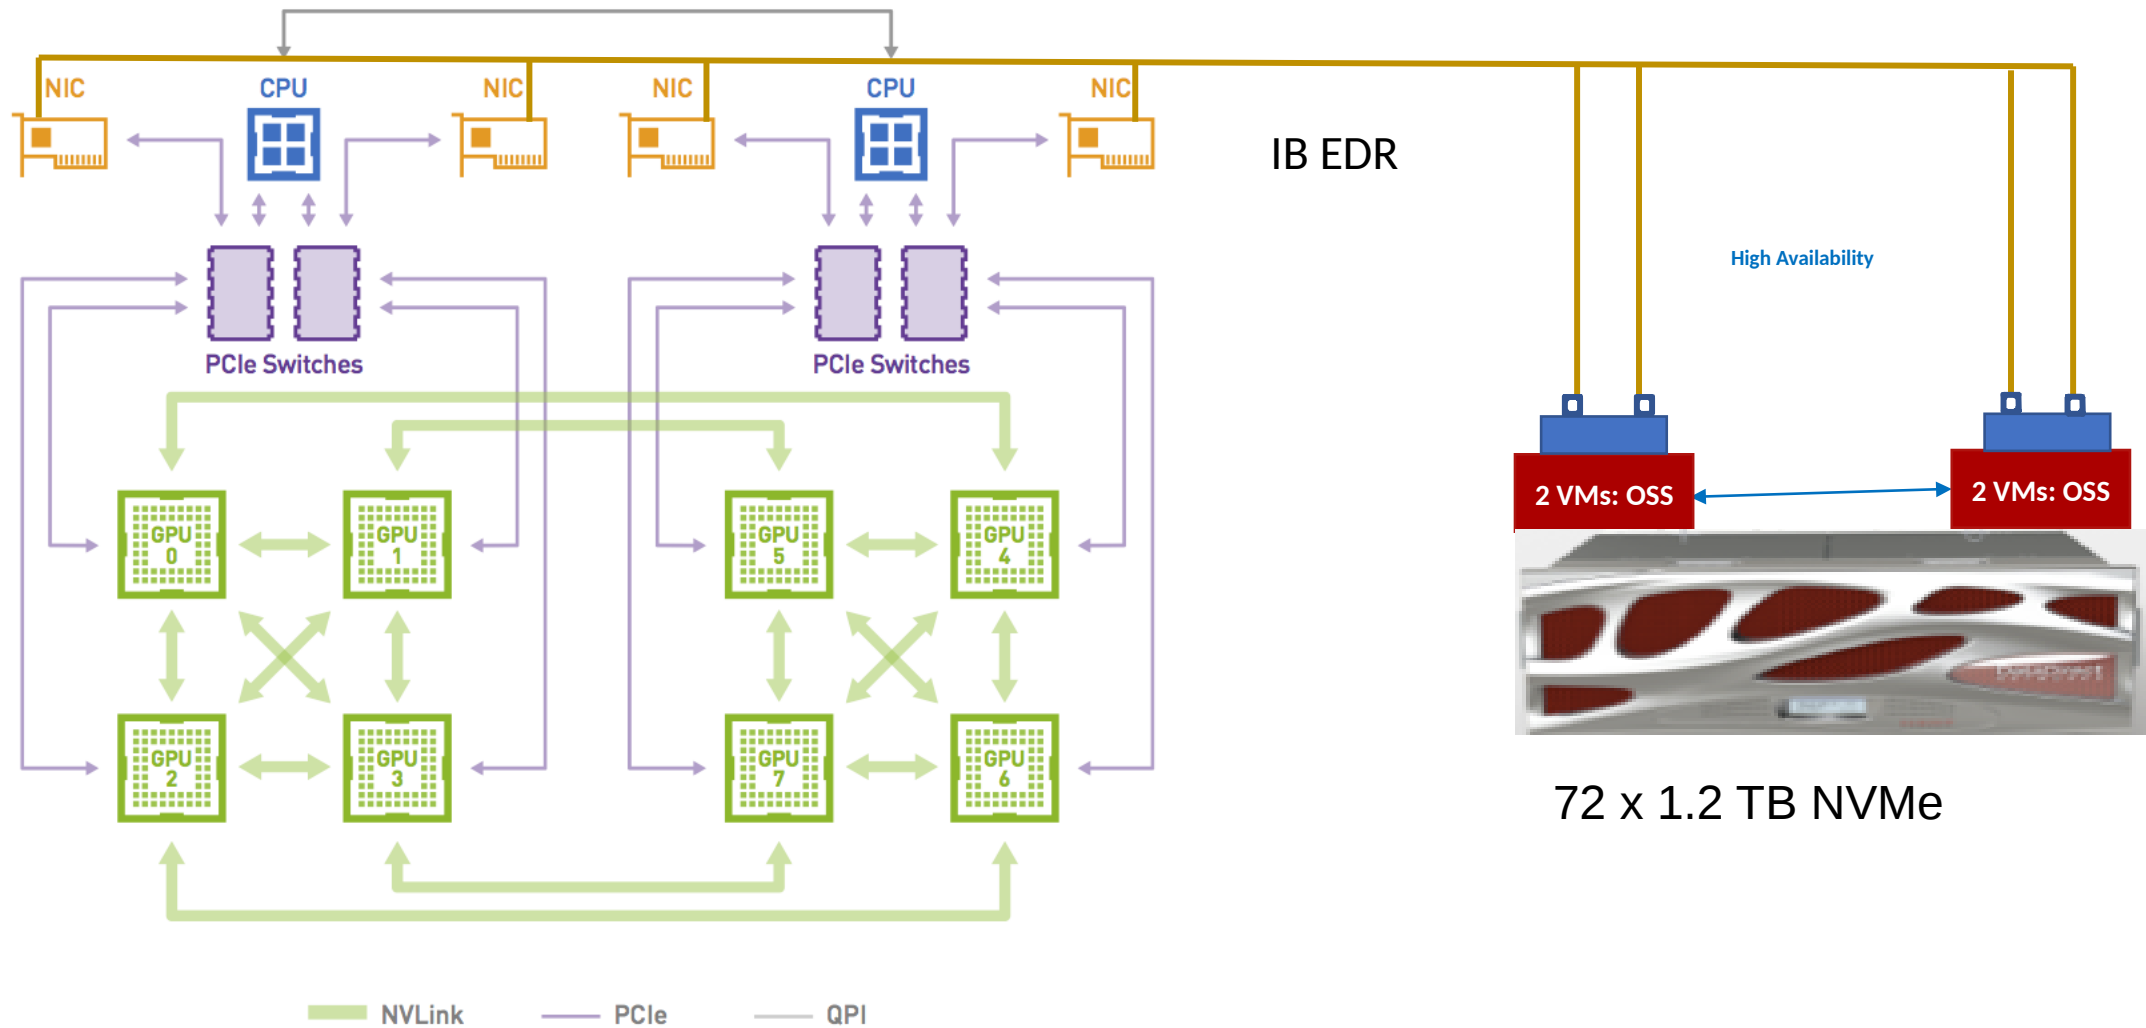 NIC
CPU
NIC
NIC
CPU
NIC
IB EDR
High Availability
PCIe Switches
PCIe Switches
2 VMs: OSS
2 VMs: OSS
GPU
0
GPU
1
GPU
5
GPU
4
GPU
2
GPU
3
GPU
7
GPU
6
72 x 1.2 TB NVMe
NVLink
PCIe
QPI